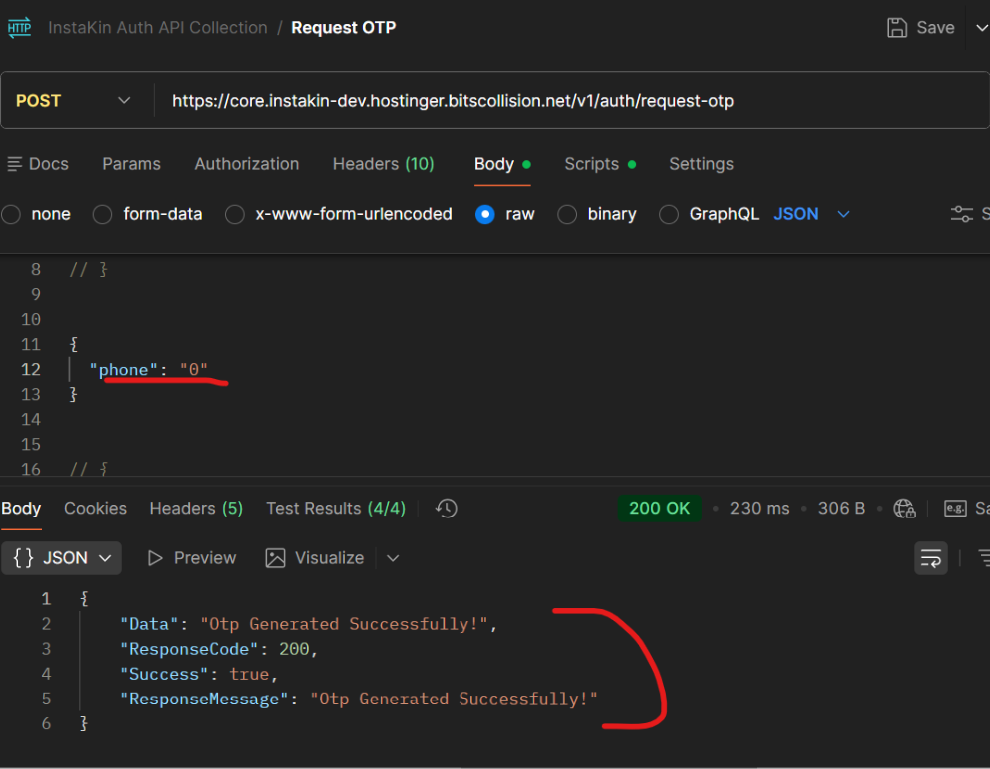 HTTP InstaKin Auth API Collection / Request OTP Save
POST https://core.instakin-dev.hostinger.bitscollision.net/v1/auth/request-otp
Docs Params Authorization Headers (10) Body Scripts Settings
none form-data x-www-form-urlencoded raw binary GraphQL JSON
8 // }
9
10
11 {
12 "phone": "0"
13 }
14
15
16 // {
Body Cookies Headers (5) Test Results (4/4) 200 OK • 230 ms • 306 B • e.g.
{} JSON Preview Visualize
1 {
2 "Data": "Otp Generated Successfully!",
3 "ResponseCode": 200,
4 "Success": true,
5 "ResponseMessage": "Otp Generated Successfully!"
6 }